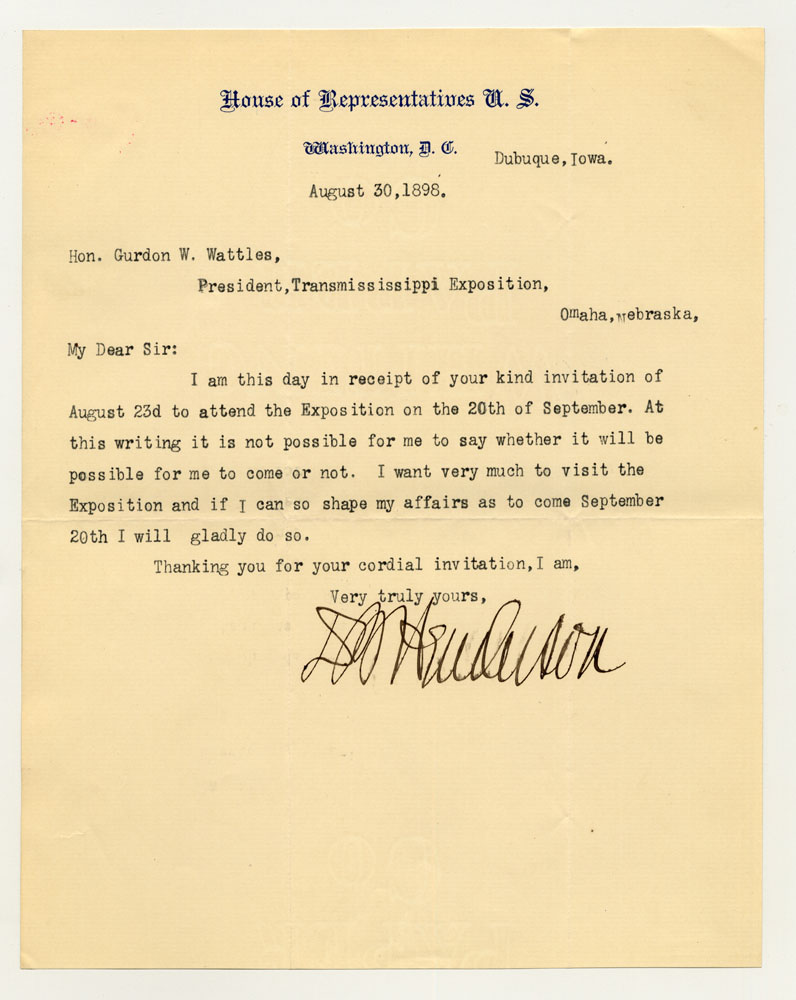 House of Representatives U. S.
Washington, D. C.
Dubuque,Iowa.
August 30,1898.
Hon. Gurdon W. Wattles,
President,Transmississippi Exposition,
Omaha,Nebraska,
My Dear Sir:
I am this day in receipt of your kind invitation of
August 23d to attend the Exposition on the 20th of September. At
this writing it is not possible for me to say whether it will be
possible for me to come or not. I want very much to visit the
Exposition and if I can so shape my affairs as to come September
20th I will gladly do so.
Thanking you for your cordial invitation,I am,
Very truly yours,
D B Henderson